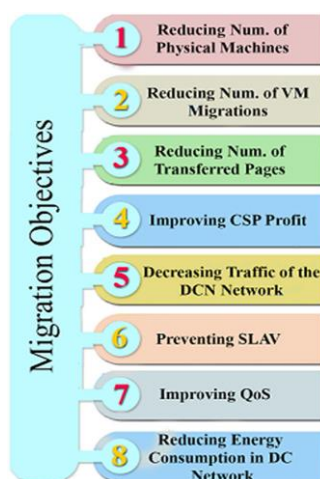 Migration Objectives
1
Reducing Num. of
Physical Machines
2
Reducing Num. of VM
Migrations
3
Reducing Num. of
Transferred Pages
4
Improving CSP Profit
5
Decreasing Traffic of the
DCN Network
6
Preventing SLAV
7
Improving QoS
8
Reducing Energy
Consumption in DC
Network